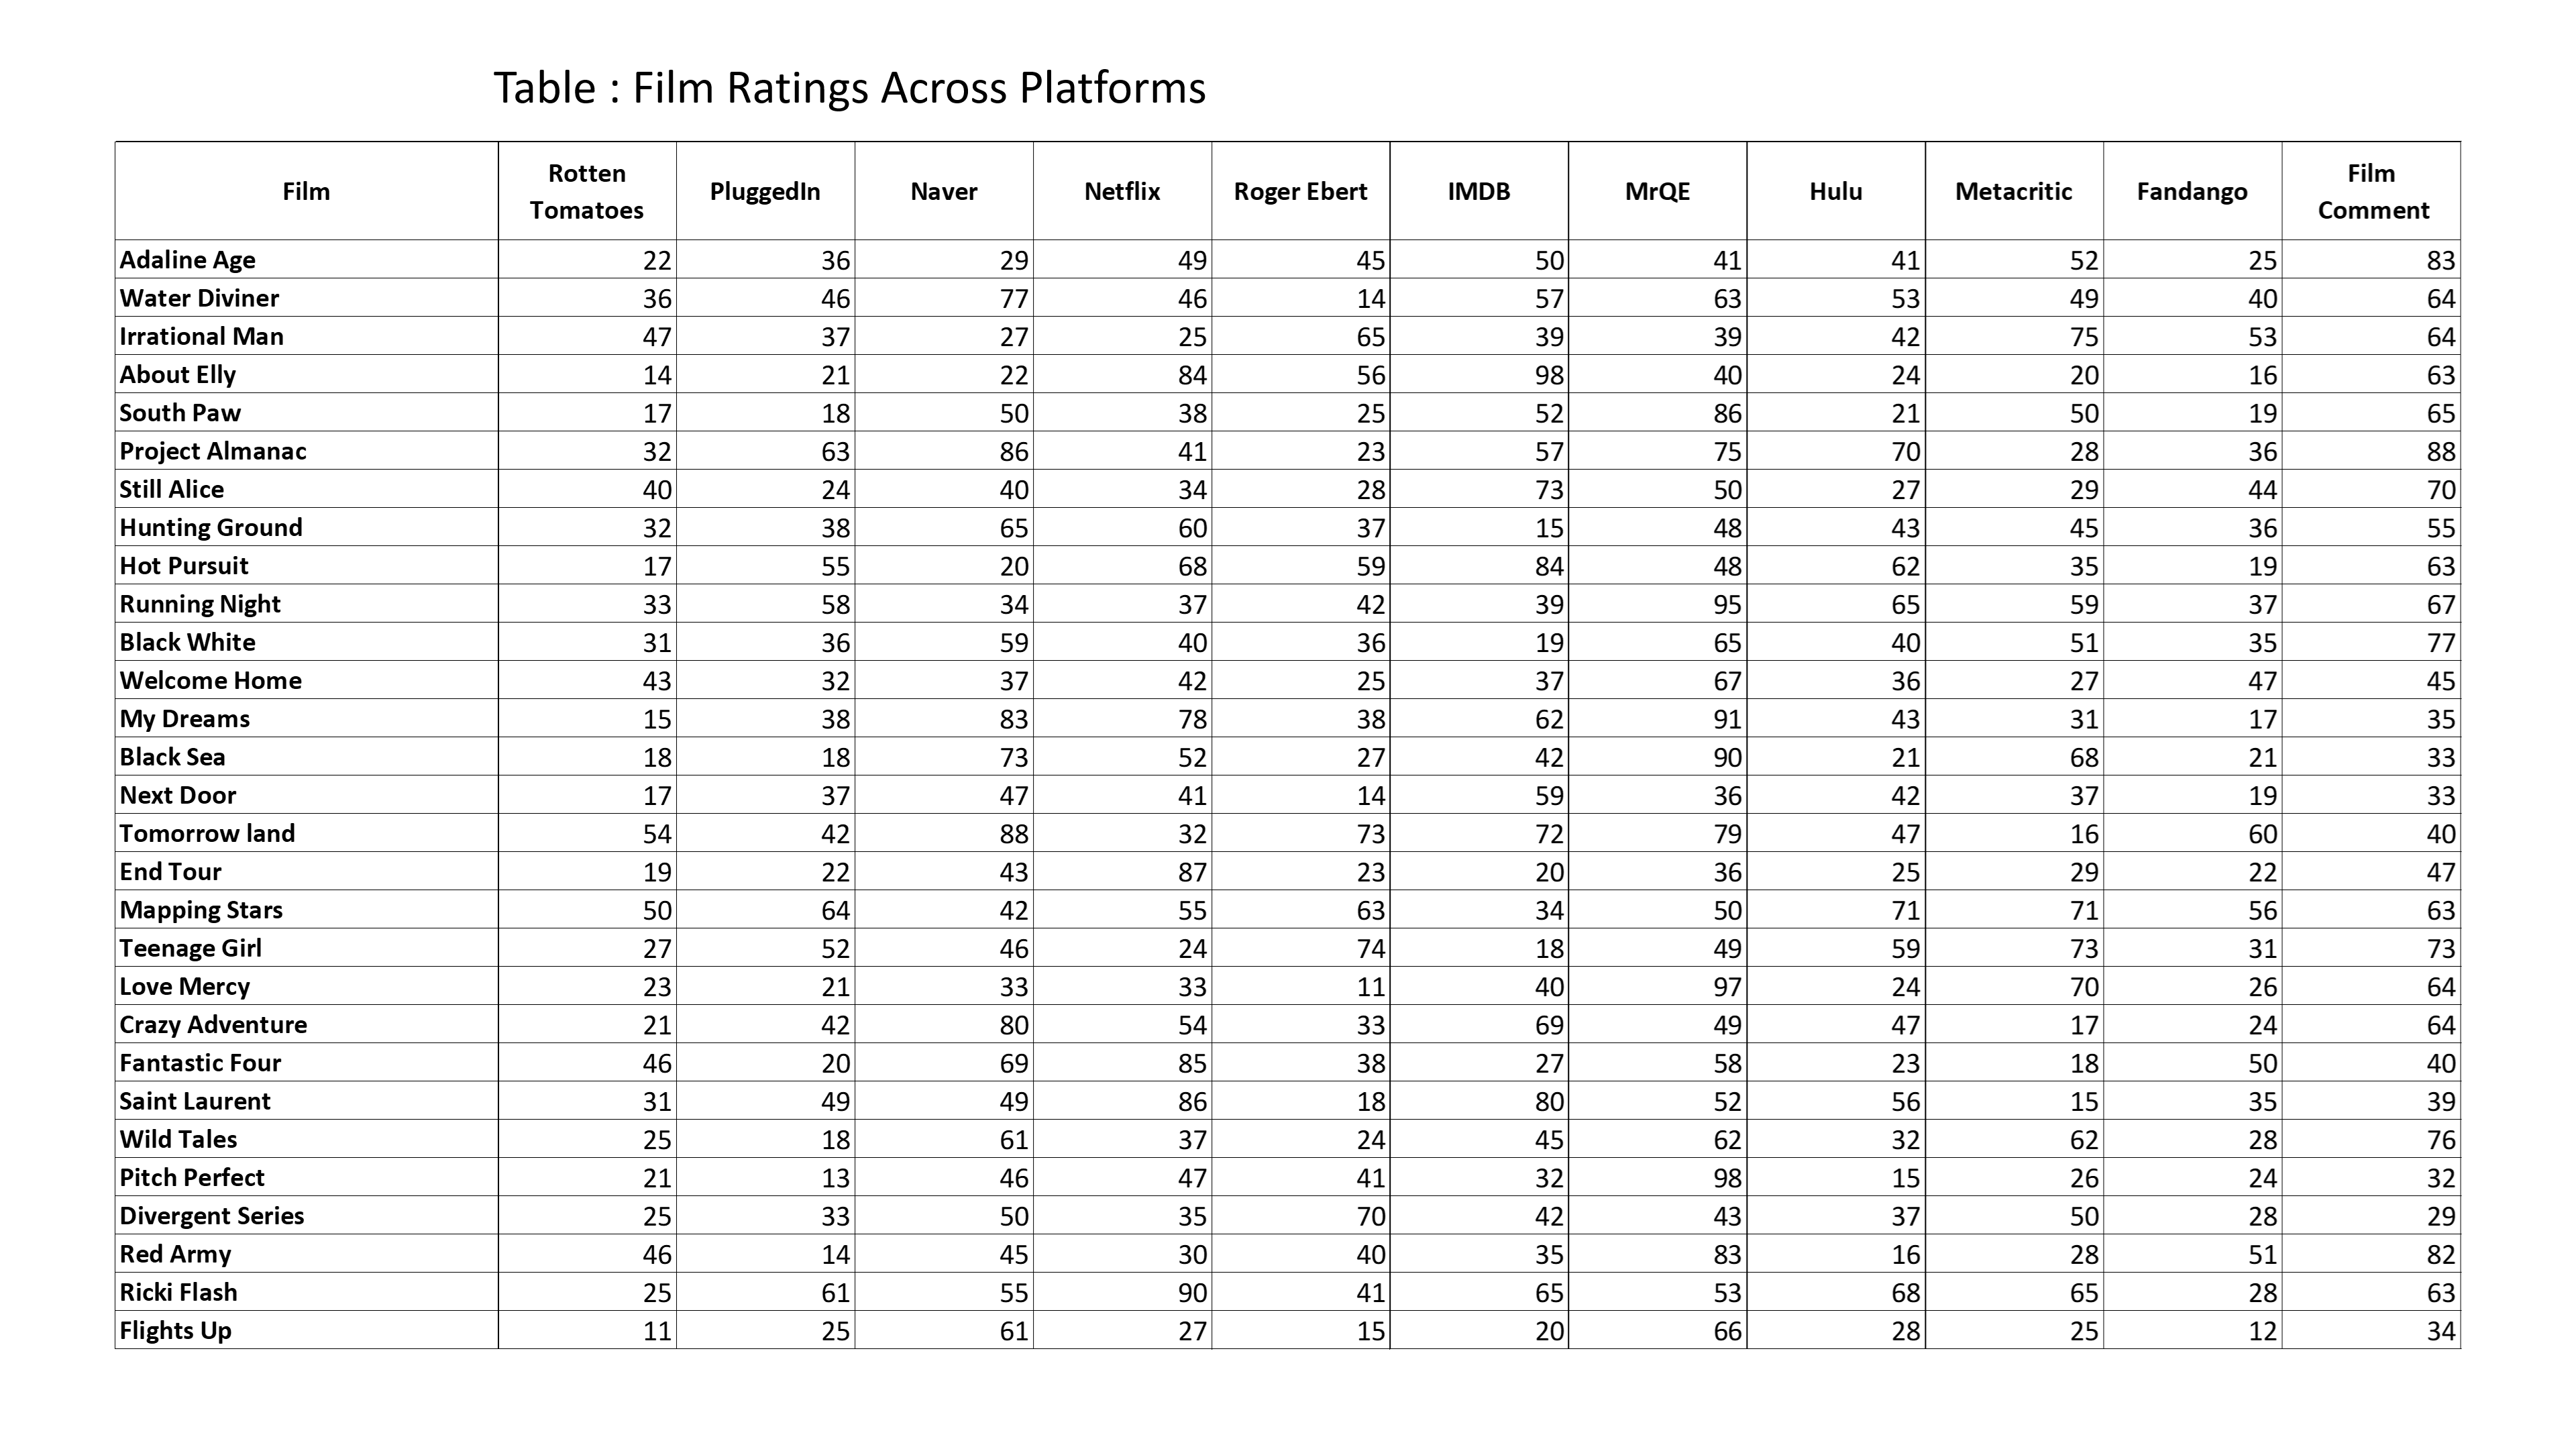 Table : Film Ratings Across Platforms
Film Rotten Tomatoes PluggedIn Naver Netflix Roger Ebert IMDB MrQE Hulu Metacritic Fandango Film Comment
Adaline Age 22 36 29 49 45 50 41 41 52 25 83
Water Diviner 36 46 77 46 14 57 63 53 49 40 64
Irrational Man 47 37 27 25 65 39 39 42 75 53 64
About Elly 14 21 22 84 56 98 40 24 20 16 63
South Paw 17 18 50 38 25 52 86 21 50 19 65
Project Almanac 32 63 86 41 23 57 75 70 28 36 88
Still Alice 40 24 40 34 28 73 50 27 29 44 70
Hunting Ground 32 38 65 60 37 15 48 43 45 36 55
Hot Pursuit 17 55 20 68 59 84 48 62 35 19 63
Running Night 33 58 34 37 42 39 95 65 59 37 67
Black White 31 36 59 40 36 19 65 40 51 35 77
Welcome Home 43 32 37 42 25 37 67 36 27 47 45
My Dreams 15 38 83 78 38 62 91 43 31 17 35
Black Sea 18 18 73 52 27 42 90 21 68 21 33
Next Door 17 37 47 41 14 59 36 42 37 19 33
Tomorrow land 54 42 88 32 73 72 79 47 16 60 40
End Tour 19 22 43 87 23 20 36 25 29 22 47
Mapping Stars 50 64 42 55 63 34 50 71 71 56 63
Teenage Girl 27 52 46 24 74 18 49 59 73 31 73
Love Mercy 23 21 33 33 11 40 97 24 70 26 64
Crazy Adventure 21 42 80 54 33 69 49 47 17 24 64
Fantastic Four 46 20 69 85 38 27 58 23 18 50 40
Saint Laurent 31 49 49 86 18 80 52 56 15 35 39
Wild Tales 25 18 61 37 24 45 62 32 62 28 76
Pitch Perfect 21 13 46 47 41 32 98 15 26 24 32
Divergent Series 25 33 50 35 70 42 43 37 50 28 29
Red Army 46 14 45 30 40 35 83 16 28 51 82
Ricki Flash 25 61 55 90 41 65 53 68 65 28 63
Flights Up 11 25 61 27 15 20 66 28 25 12 34